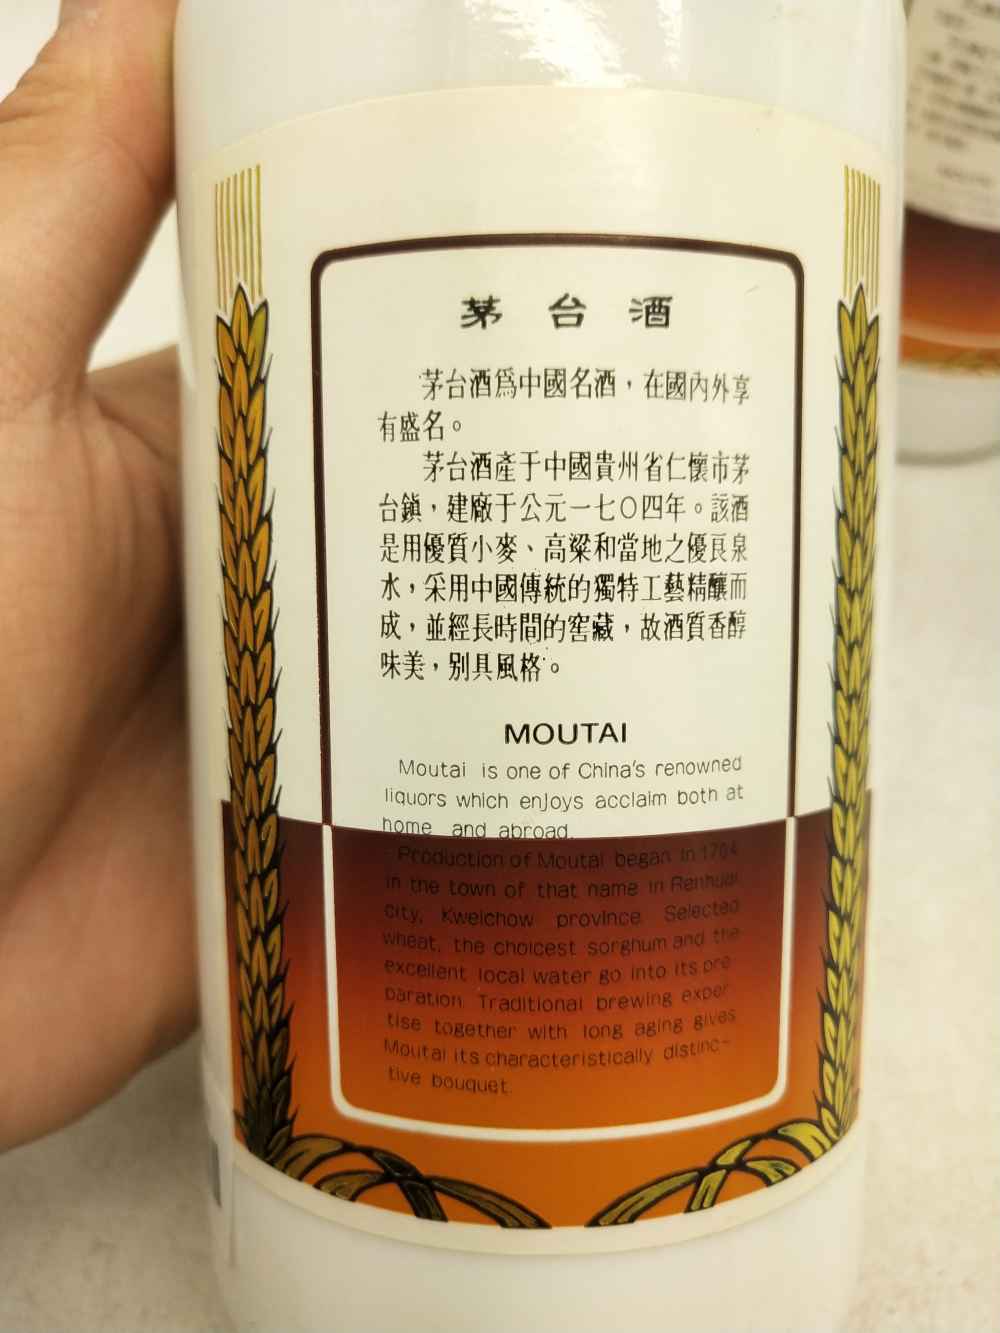 茅台酒
茅台酒爲中國名酒，在國內外享
有盛名。
茅台酒產于中國貴州省仁懷市茅
台鎮，建廠于公元一七〇四年。該酒
是用優質小麥、高粱和當地之優良泉
水，采用中國傳統的獨特工藝精釀而
成，並經長時間的窖藏，故酒質香醇
味美，别具風格。
MOUTAI
Moutai is one of China's renowned
liquors which enjoys acclaim both at
home and abroad.
Production of Moutai began in 1704
in the town of that name in Renhuai
city, Kweichow province. Selected
wheat, the choicest sorghum and the
excellent local water go into its pre
paration. Traditional brewing exper
tise together with long aging gives
Moutai its characteristically distinc-
tive bouquet.